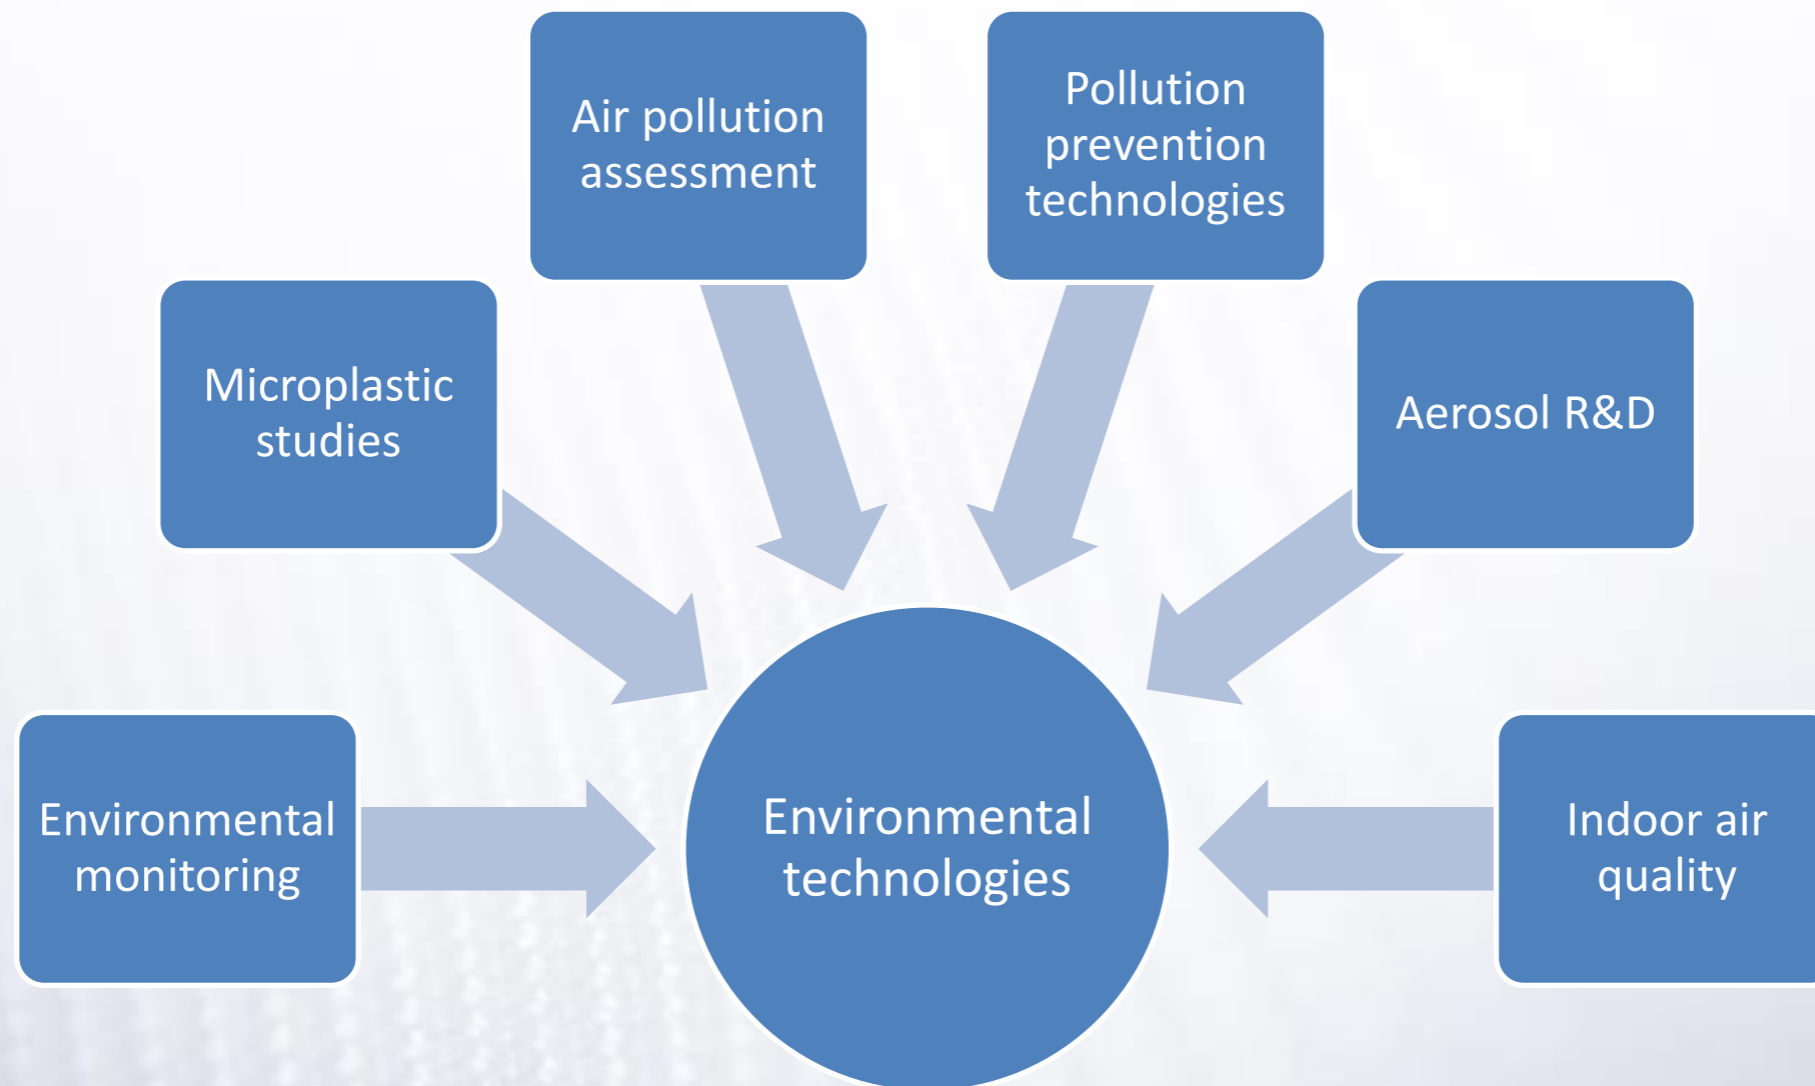 Air pollution
assessment
Pollution
prevention
technologies
Microplastic
studies
Aerosol R&D
Environmental
monitoring
Environmental
technologies
Indoor air
quality